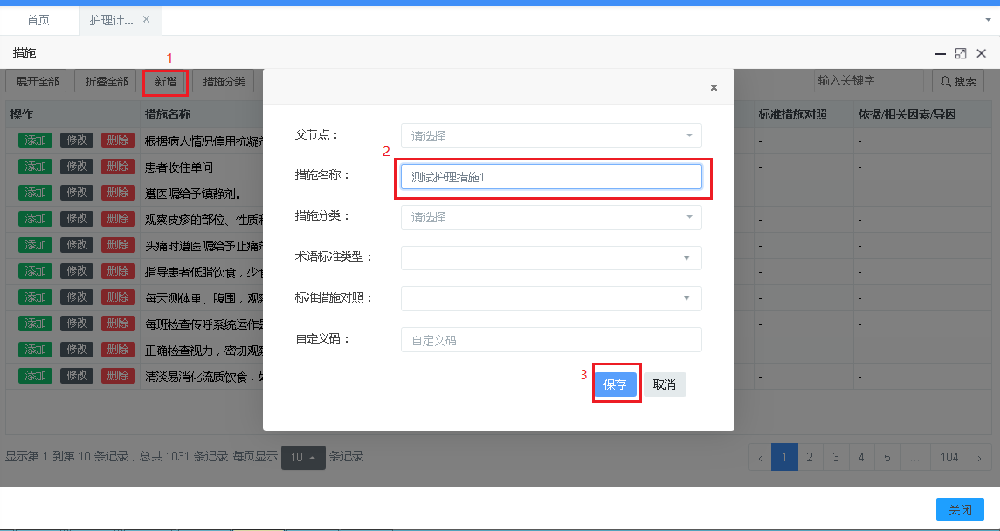 首页
护理计... ×
措施
1
展开全部 折叠全部 新增 措施分类 输入关键字 搜索
操作 措施名称 标准措施对照 依据/相关因素/导因
添加 修改 删除 根据病人情况停用抗凝 - -
添加 修改 删除 患者收住单间 - -
添加 修改 删除 遵医嘱给予镇静剂。 - -
添加 修改 删除 观察皮疹的部位、性质 - -
添加 修改 删除 头痛时遵医嘱给予止痛 - -
添加 修改 删除 指导患者低脂饮食，少 - -
添加 修改 删除 每天测体重、腹围，观 - -
添加 修改 删除 每班检查传呼系统运作 - -
添加 修改 删除 正确检查视力，密切观 - -
添加 修改 删除 清淡易消化流质饮食， - -
×
父节点： 请选择
2
措施名称： 测试护理措施1
措施分类： 请选择
术语标准类型：
标准措施对照：
自定义码： 自定义码
3 保存 取消
显示第 1 到第 10 条记录，总共 1031 条记录 每页显示 10 条记录
‹ 1 2 3 4 5 ... 104 ›
关闭